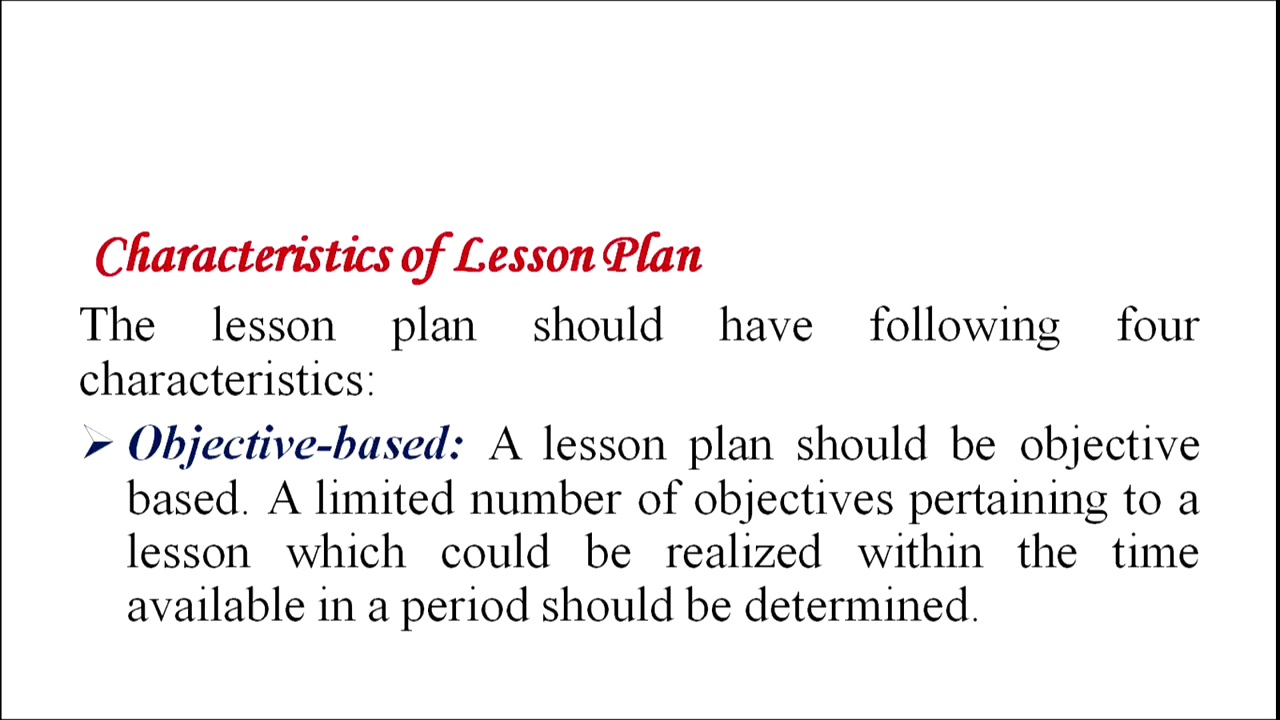 Characteristics of Lesson Plan
The lesson plan should have following four
characteristics:
➢ Objective-based: A lesson plan should be objective
based. A limited number of objectives pertaining to a
lesson which could be realized within the time
available in a period should be determined.